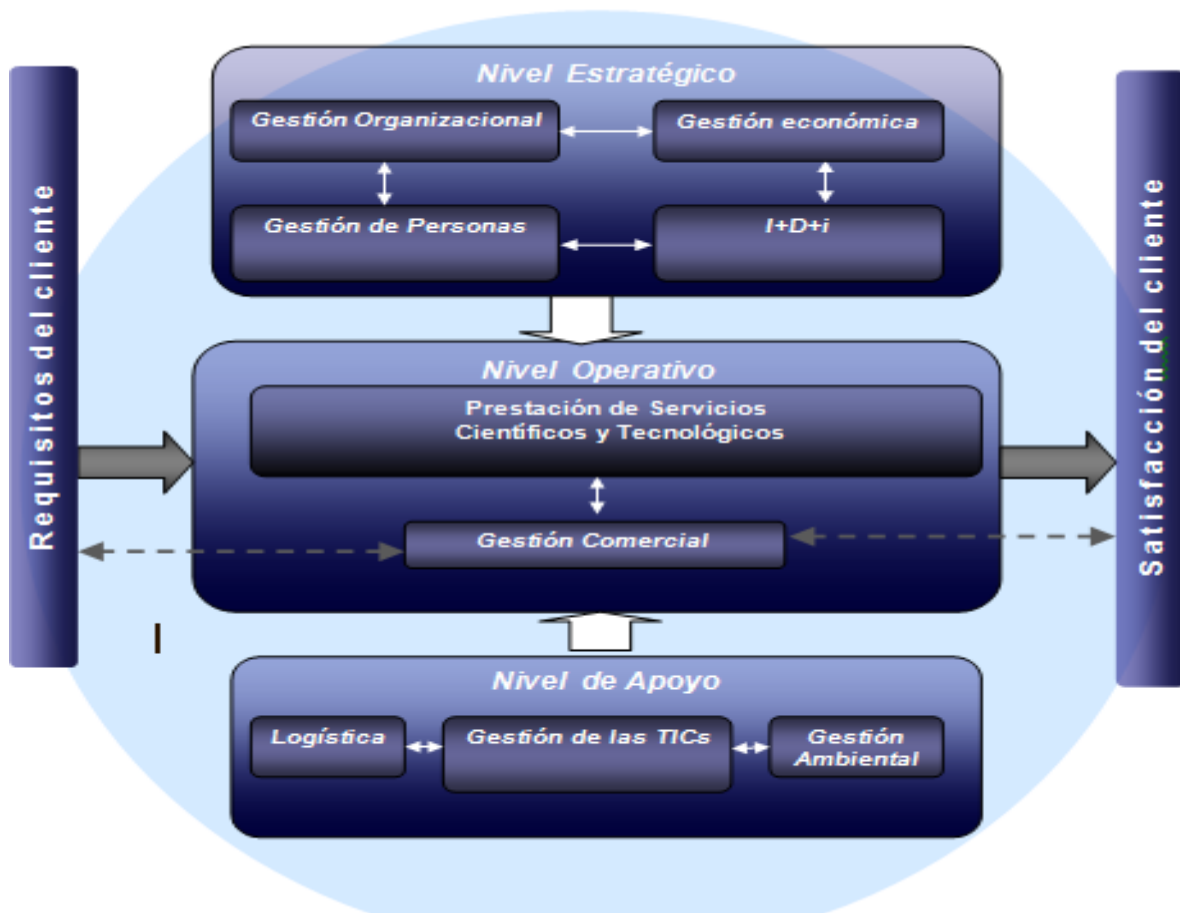 Nivel Estratégico
Gestión Organizacional
Gestión económica
Gestión de Personas
I+D+i
Requisitos del cliente
Nivel Operativo
Prestación de Servicios
Científicos y Tecnológicos
Gestión Comercial
Satisfacción del cliente
Nivel de Apoyo
Logística
Gestión de las TICs
Gestión
Ambiental